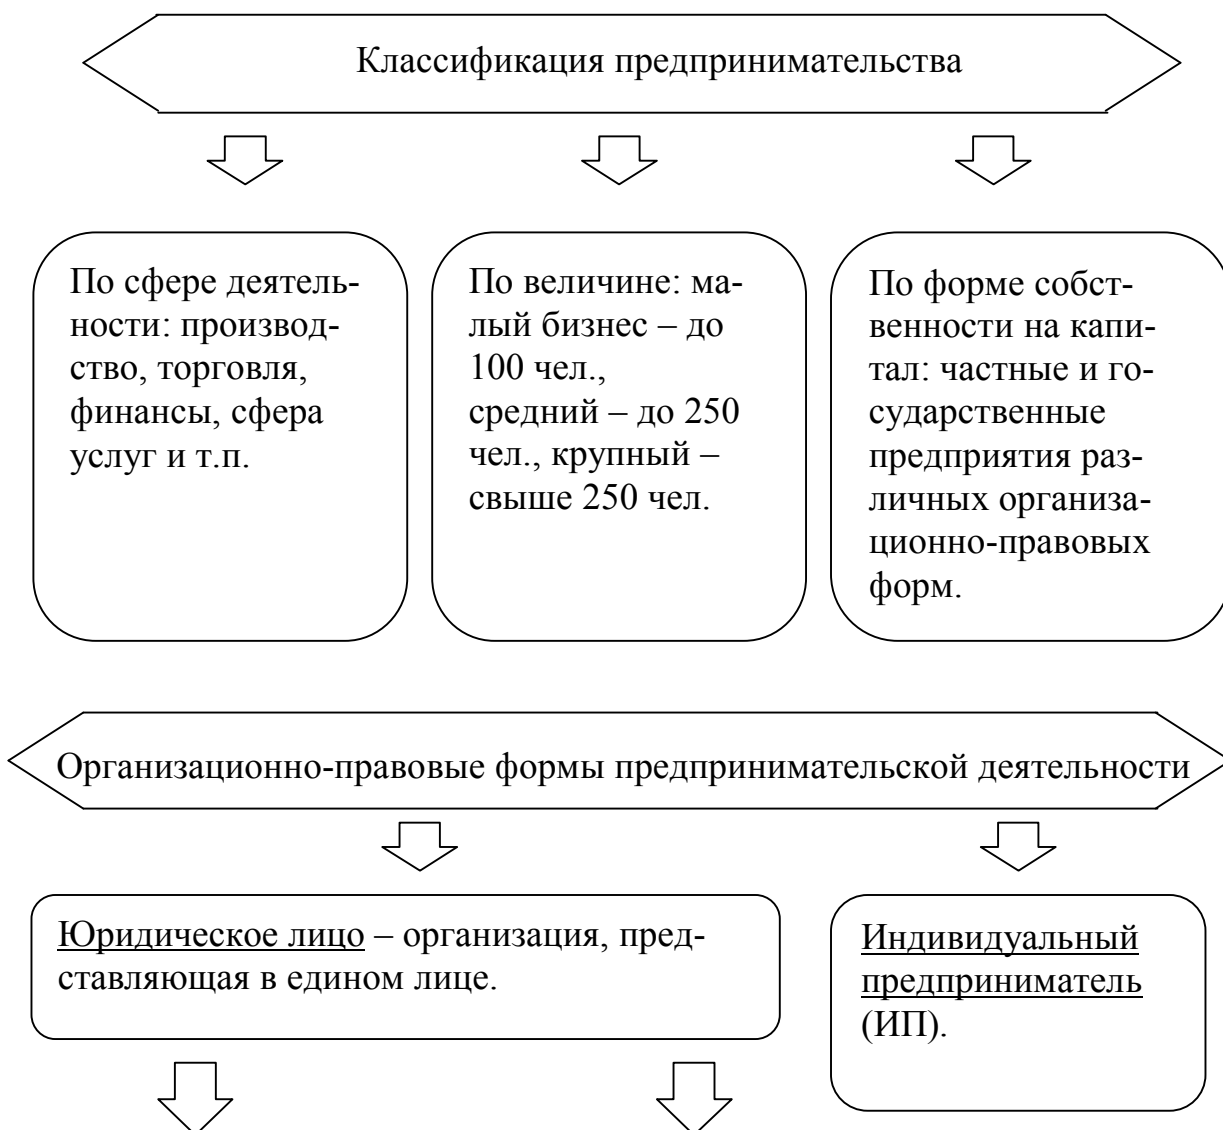 Классификация предпринимательства
По сфере деятель-
ности: производ-
ство, торговля,
финансы, сфера
услуг и т.п.
По величине: ма-
лый бизнес – до
100 чел.,
средний – до 250
чел., крупный –
свыше 250 чел.
По форме собст-
венности на капи-
тал: частные и го-
сударственные
предприятия раз-
личных организа-
ционно-правовых
форм.
Организационно-правовые формы предпринимательской деятельности
Юридическое лицо – организация, пред-
ставляющая в едином лице.
Индивидуальный
предприниматель
(ИП).